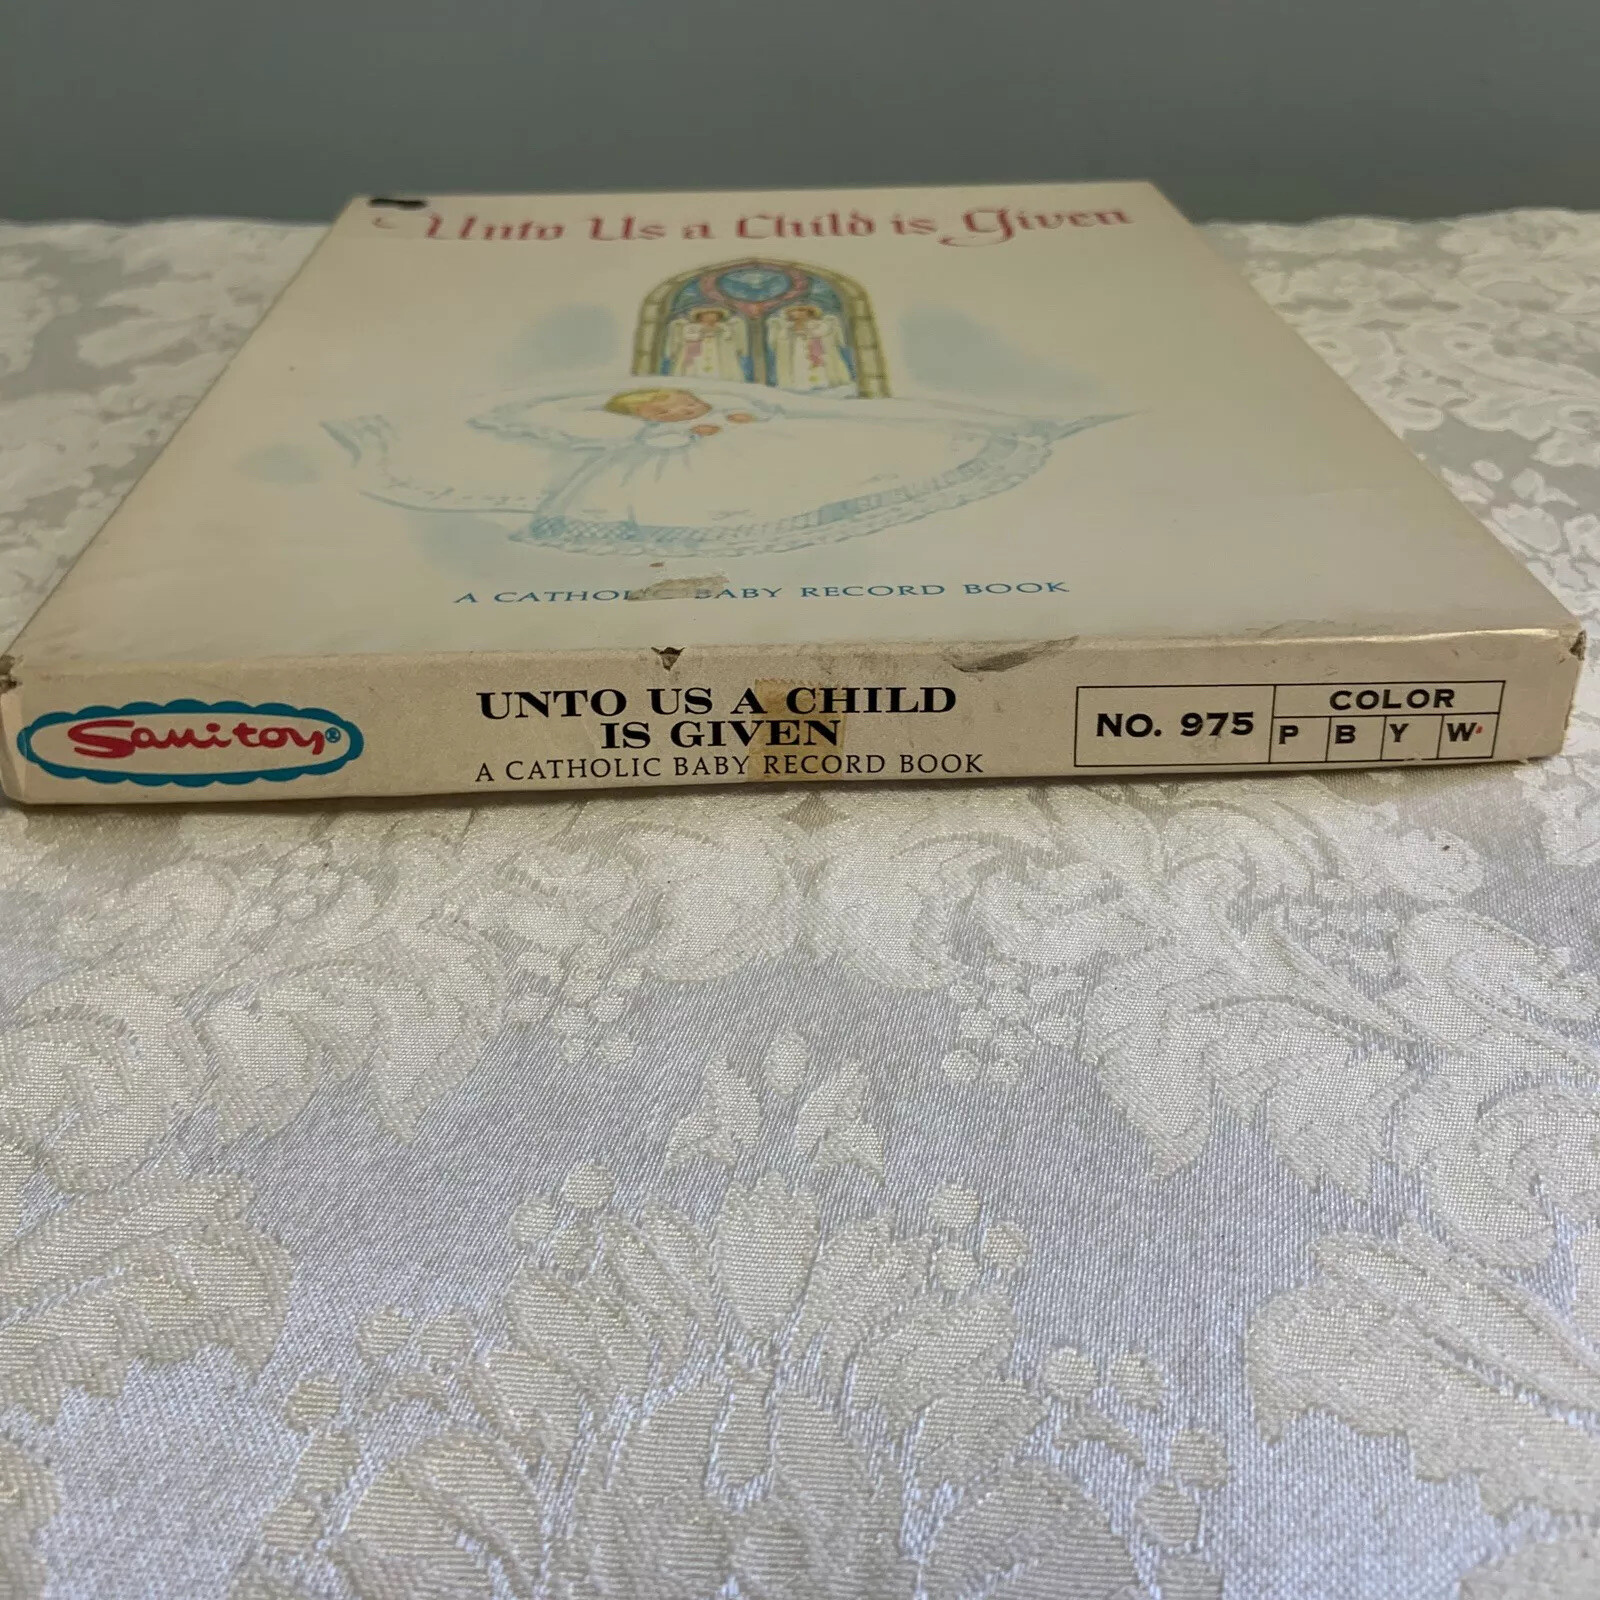 Unto Us a Child is Given
A CATHOLIC BABY RECORD BOOK
Sanitoy®
UNTO US A CHILD
IS GIVEN
A CATHOLIC BABY RECORD BOOK
NO. 975
COLOR
P B Y W